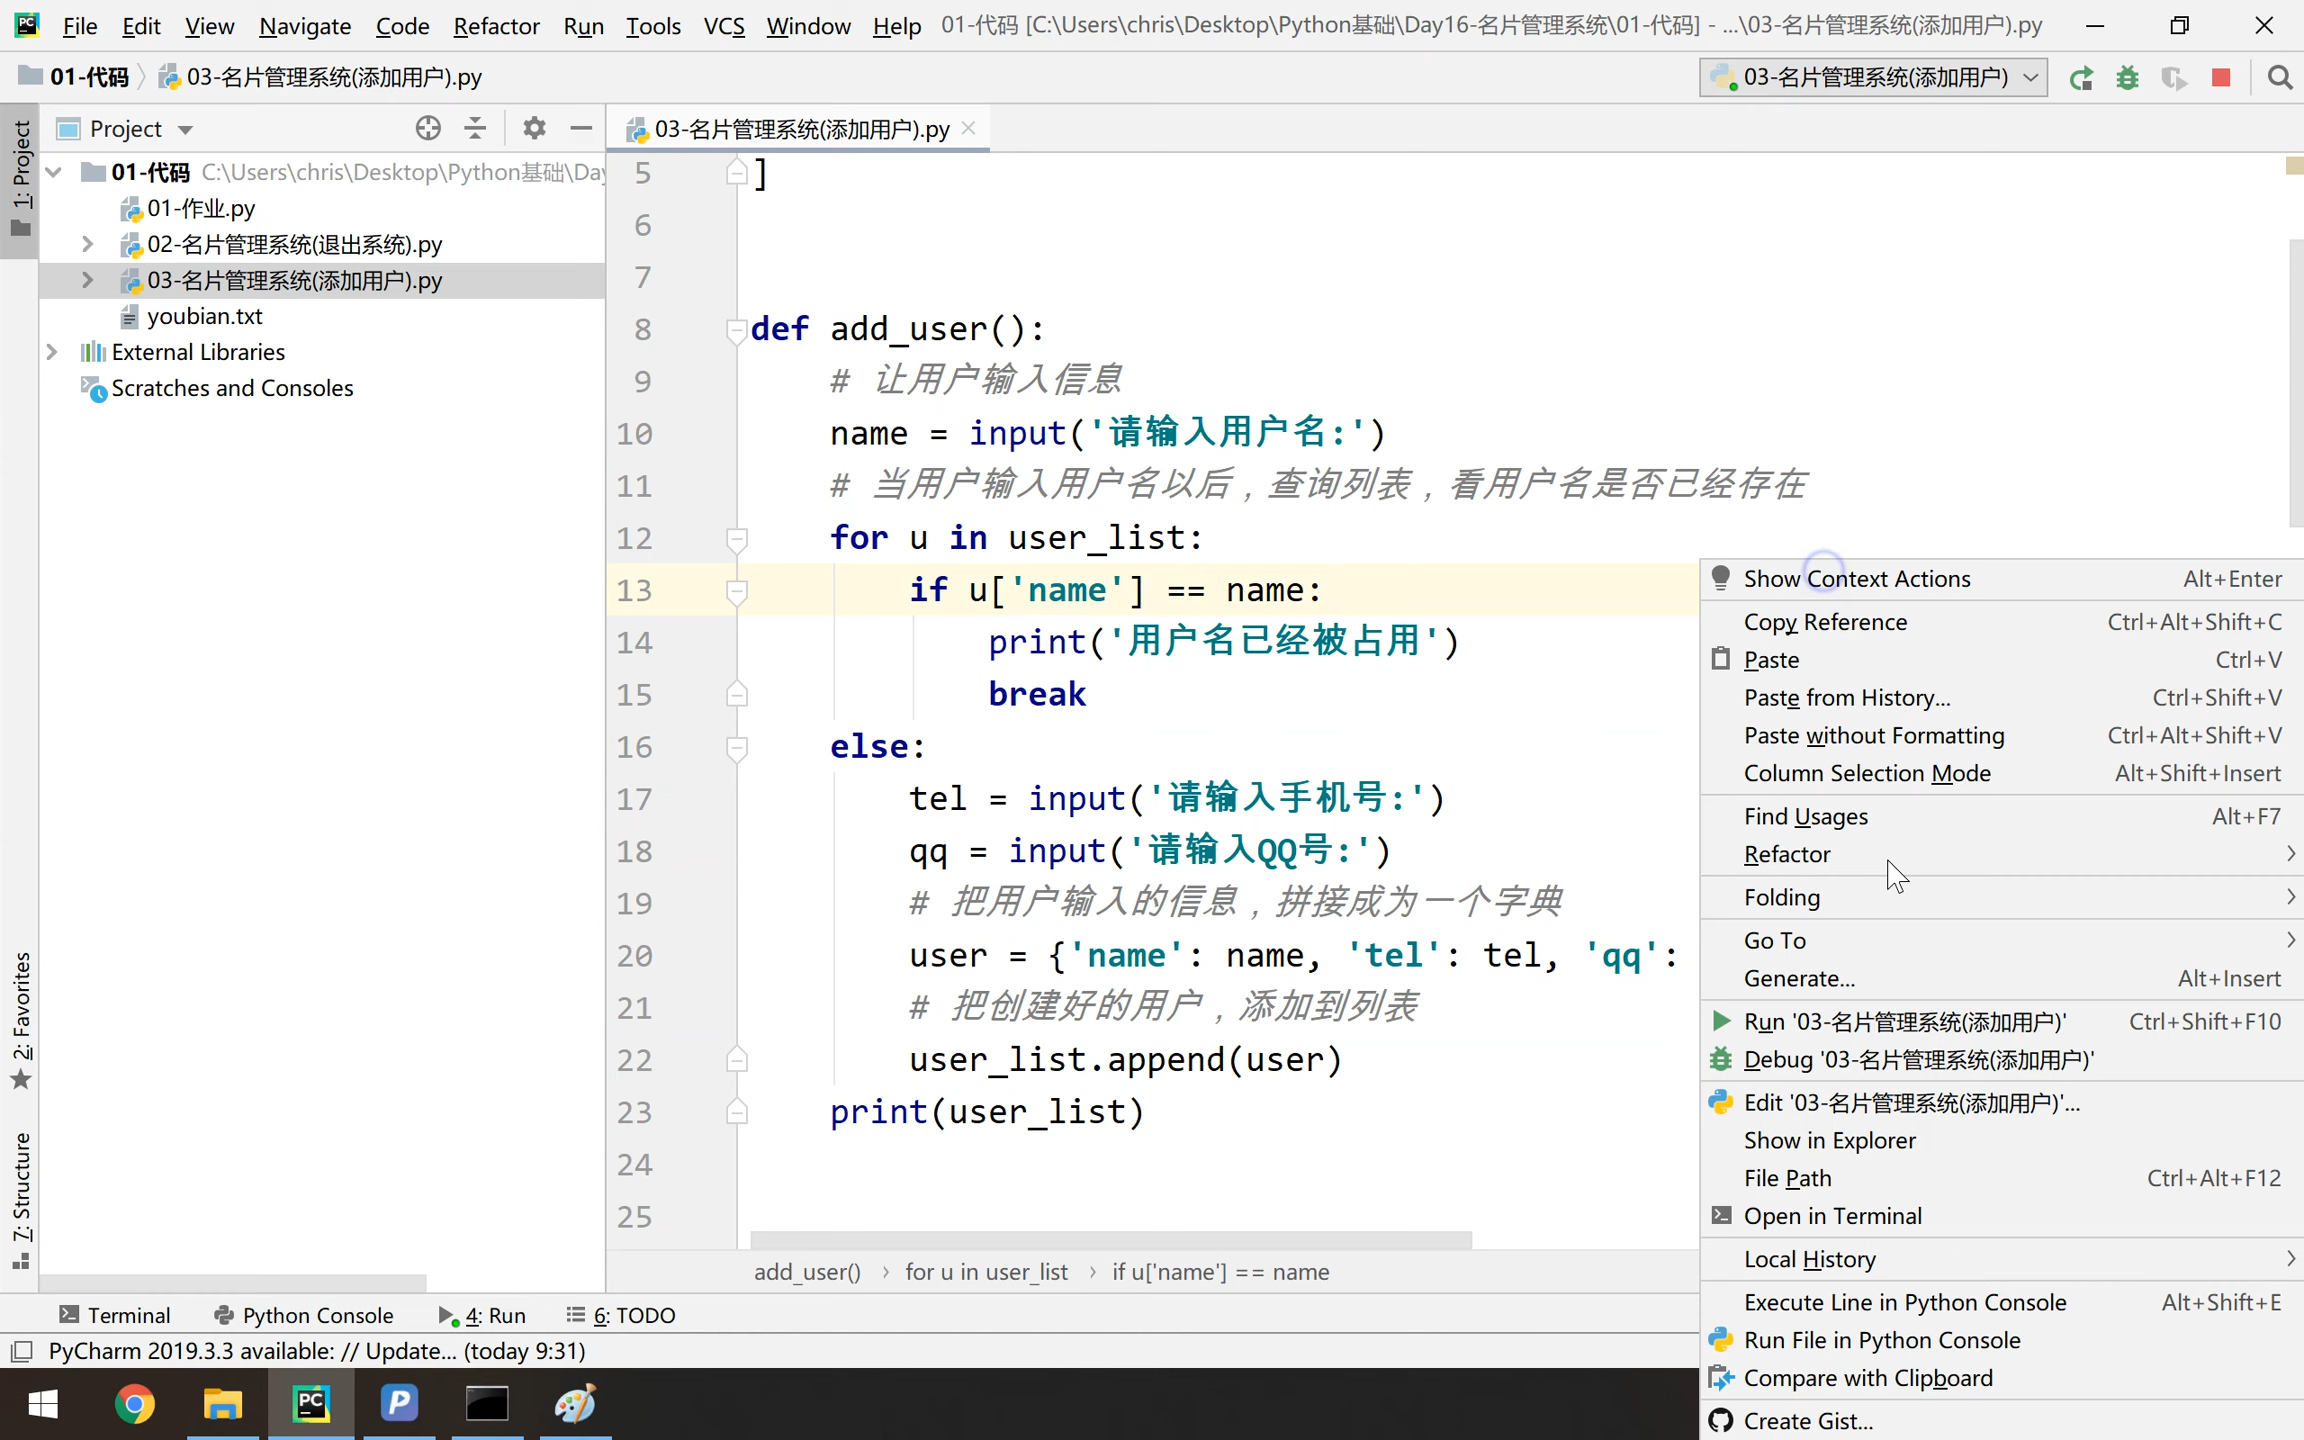 File Edit View Navigate Code Refactor Run Tools VCS Window Help 01-代码 [C:\Users\chris\Desktop\Python基础\Day16-名片管理系统\01-代码] - ...\03-名片管理系统(添加用户).py
01-代码 03-名片管理系统(添加用户).py
03-名片管理系统(添加用户)
1: Project
2: Favorites
7: Structure
Project
01-代码 C:\Users\chris\Desktop\Python基础\Day
01-作业.py
02-名片管理系统(退出系统).py
03-名片管理系统(添加用户).py
youbian.txt
External Libraries
Scratches and Consoles
03-名片管理系统(添加用户).py
5 ]
6
7
8 def add_user():
9 # 让用户输入信息
10 name = input('请输入用户名:')
11 # 当用户输入用户名以后，查询列表，看用户名是否已经存在
12 for u in user_list:
13 if u['name'] == name:
14 print('用户名已经被占用')
15 break
16 else:
17 tel = input('请输入手机号:')
18 qq = input('请输入QQ号:')
19 # 把用户输入的信息，拼接成为一个字典
20 user = {'name': name, 'tel': tel, 'qq':
21 # 把创建好的用户，添加到列表
22 user_list.append(user)
23 print(user_list)
24
25
add_user() › for u in user_list › if u['name'] == name
Show Context Actions Alt+Enter
Copy Reference Ctrl+Alt+Shift+C
Paste Ctrl+V
Paste from History... Ctrl+Shift+V
Paste without Formatting Ctrl+Alt+Shift+V
Column Selection Mode Alt+Shift+Insert
Find Usages Alt+F7
Refactor
Folding
Go To
Generate... Alt+Insert
Run '03-名片管理系统(添加用户)' Ctrl+Shift+F10
Debug '03-名片管理系统(添加用户)'
Edit '03-名片管理系统(添加用户)'...
Show in Explorer
File Path Ctrl+Alt+F12
Open in Terminal
Local History
Execute Line in Python Console Alt+Shift+E
Run File in Python Console
Compare with Clipboard
Create Gist...
Terminal Python Console 4: Run 6: TODO
PyCharm 2019.3.3 available: // Update... (today 9:31)